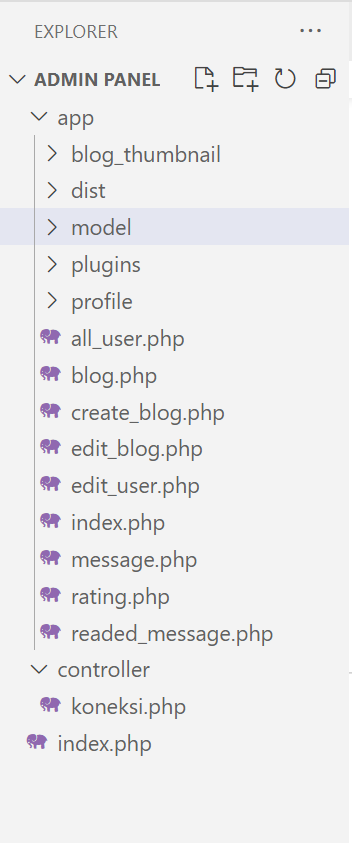 EXPLORER
ADMIN PANEL
app
blog_thumbnail
dist
model
plugins
profile
all_user.php
blog.php
create_blog.php
edit_blog.php
edit_user.php
index.php
message.php
rating.php
readed_message.php
controller
koneksi.php
index.php